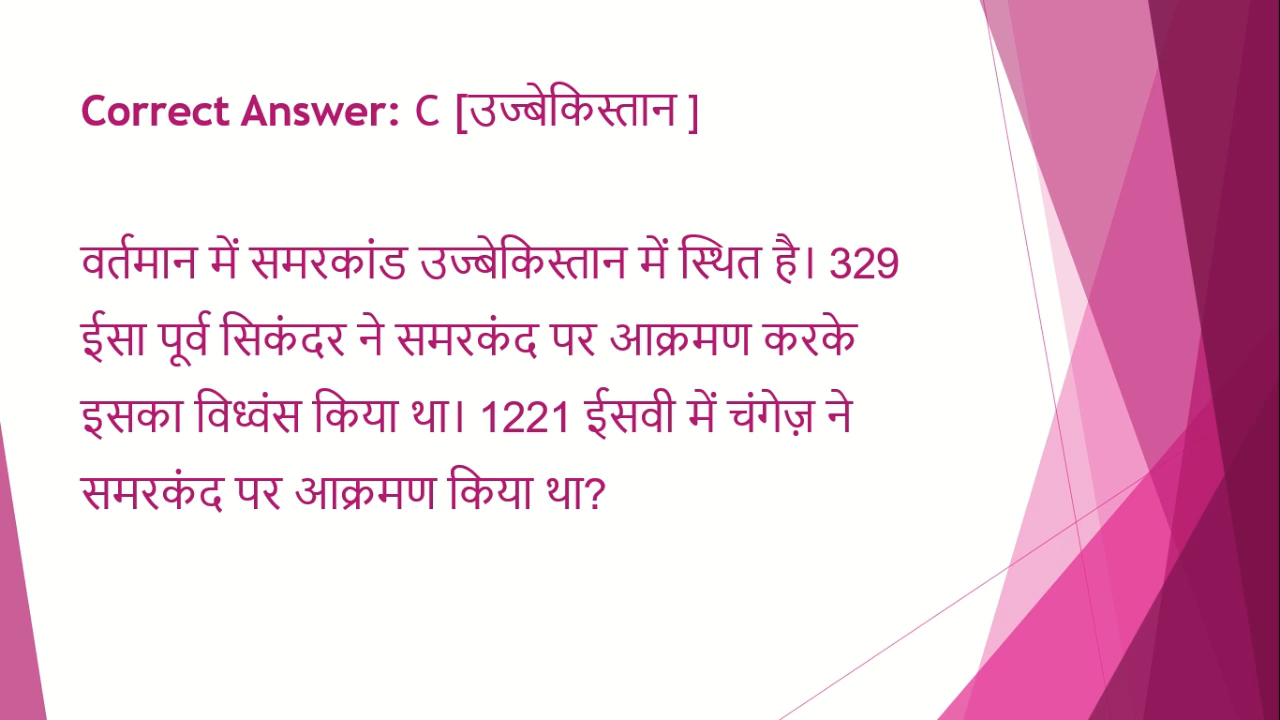 Correct Answer: C [उज्बेकिस्तान ]
वर्तमान में समरकांड उज्बेकिस्तान में स्थित है। 329
ईसा पूर्व सिकंदर ने समरकंद पर आक्रमण करके
इसका विध्वंस किया था। 1221 ईसवी में चंगेज़ ने
समरकंद पर आक्रमण किया था?